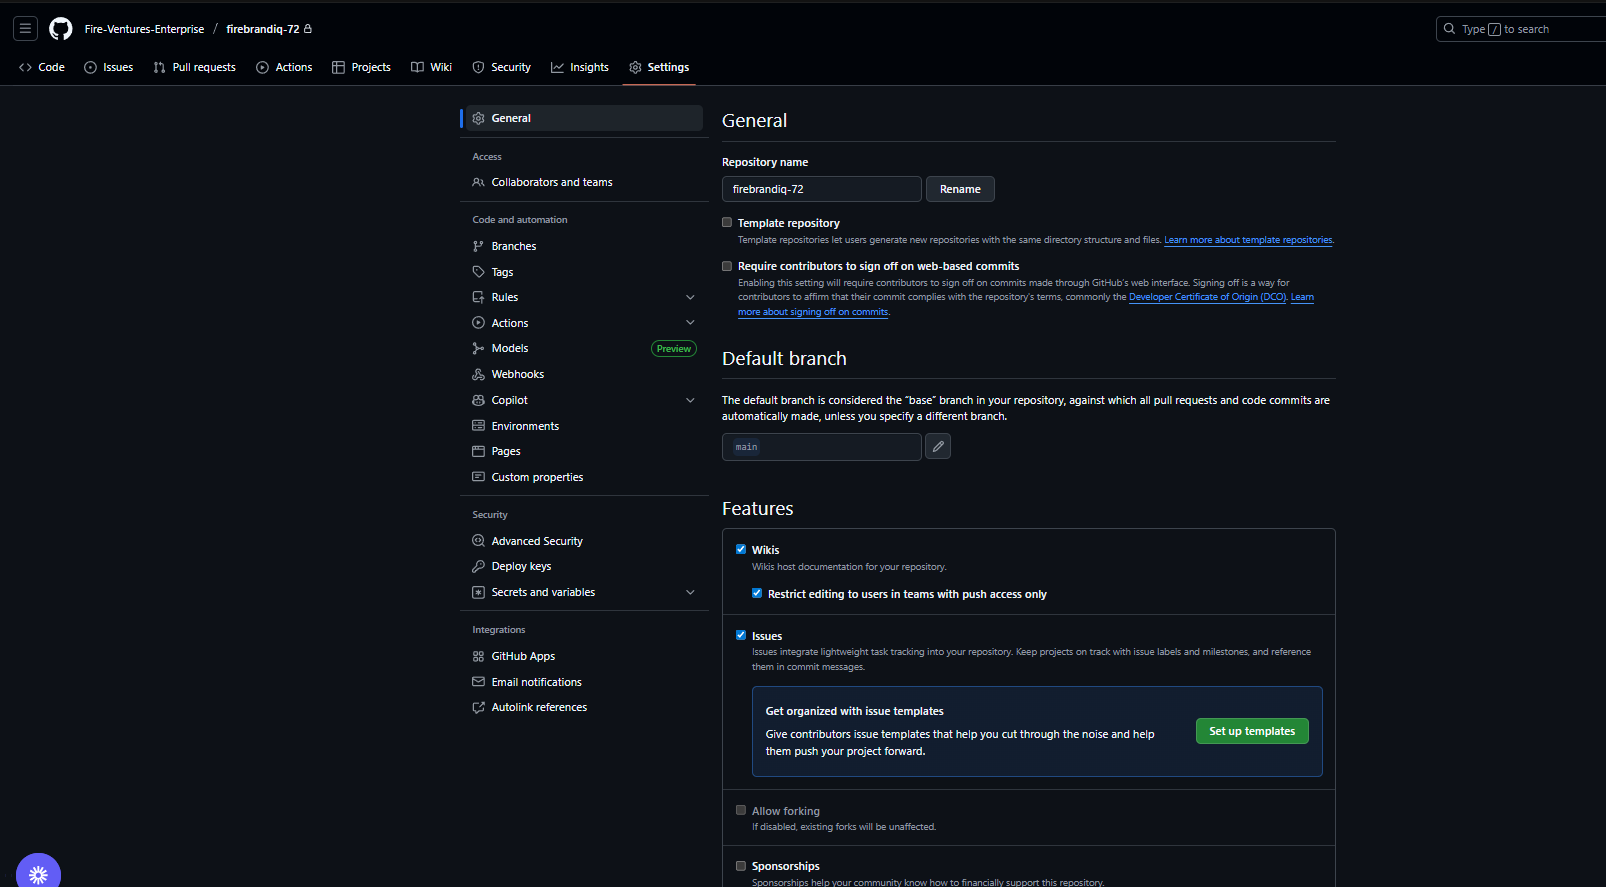 Fire-Ventures-Enterprise / firebrandiq-72
Type / to search
Code Issues Pull requests Actions Projects Wiki Security Insights Settings
General
Access
Collaborators and teams
Code and automation
Branches
Tags
Rules
Actions
Models Preview
Webhooks
Copilot
Environments
Pages
Custom properties
Security
Advanced Security
Deploy keys
Secrets and variables
Integrations
GitHub Apps
Email notifications
Autolink references
General
Repository name
firebrandiq-72 Rename
Template repository
Template repositories let users generate new repositories with the same directory structure and files. Learn more about template repositories.
Require contributors to sign off on web-based commits
Enabling this setting will require contributors to sign off on commits made through GitHub's web interface. Signing off is a way for
contributors to affirm that their commit complies with the repository's terms, commonly the Developer Certificate of Origin (DCO). Learn
more about signing off on commits.
Default branch
The default branch is considered the “base” branch in your repository, against which all pull requests and code commits are
automatically made, unless you specify a different branch.
main
Features
Wikis
Wikis host documentation for your repository.
Restrict editing to users in teams with push access only
Issues
Issues integrate lightweight task tracking into your repository. Keep projects on track with issue labels and milestones, and reference
them in commit messages.
Get organized with issue templates
Give contributors issue templates that help you cut through the noise and help
them push your project forward.
Set up templates
Allow forking
If disabled, existing forks will be unaffected.
Sponsorships
Sponsorships help your community know how to financially support this repository.